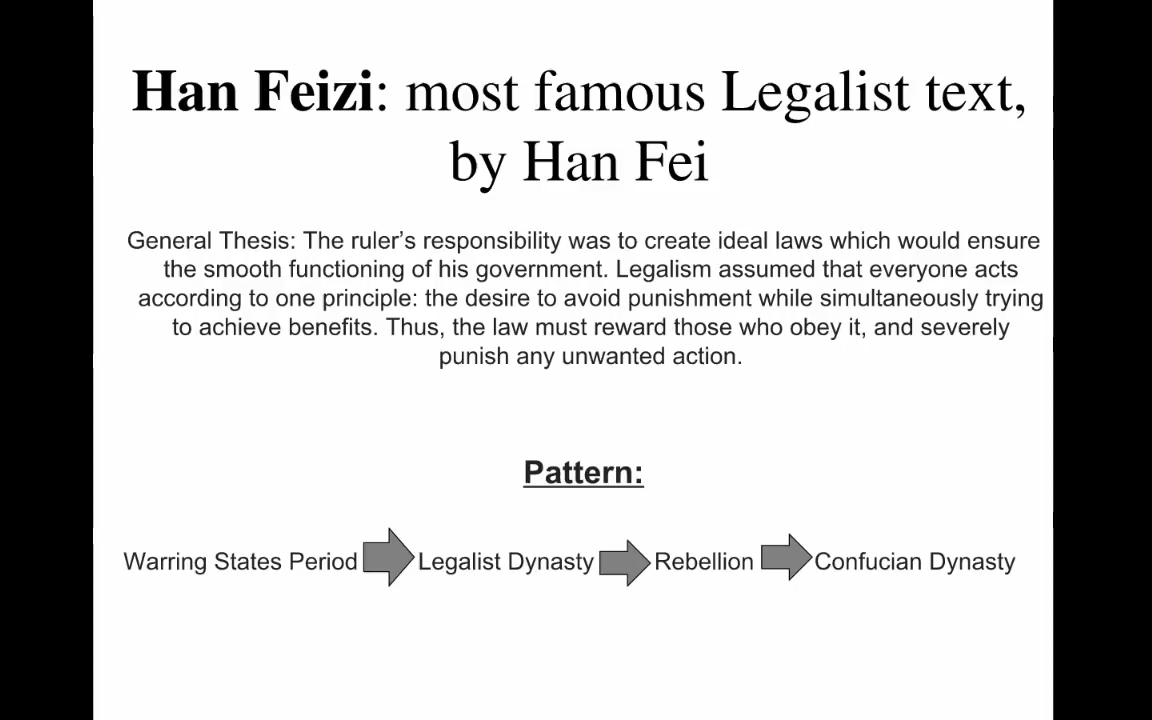 Han Feizi: most famous Legalist text,
by Han Fei
General Thesis: The ruler’s responsibility was to create ideal laws which would ensure
the smooth functioning of his government. Legalism assumed that everyone acts
according to one principle: the desire to avoid punishment while simultaneously trying
to achieve benefits. Thus, the law must reward those who obey it, and severely
punish any unwanted action.
Pattern:
Warring States Period Legalist Dynasty Rebellion Confucian Dynasty